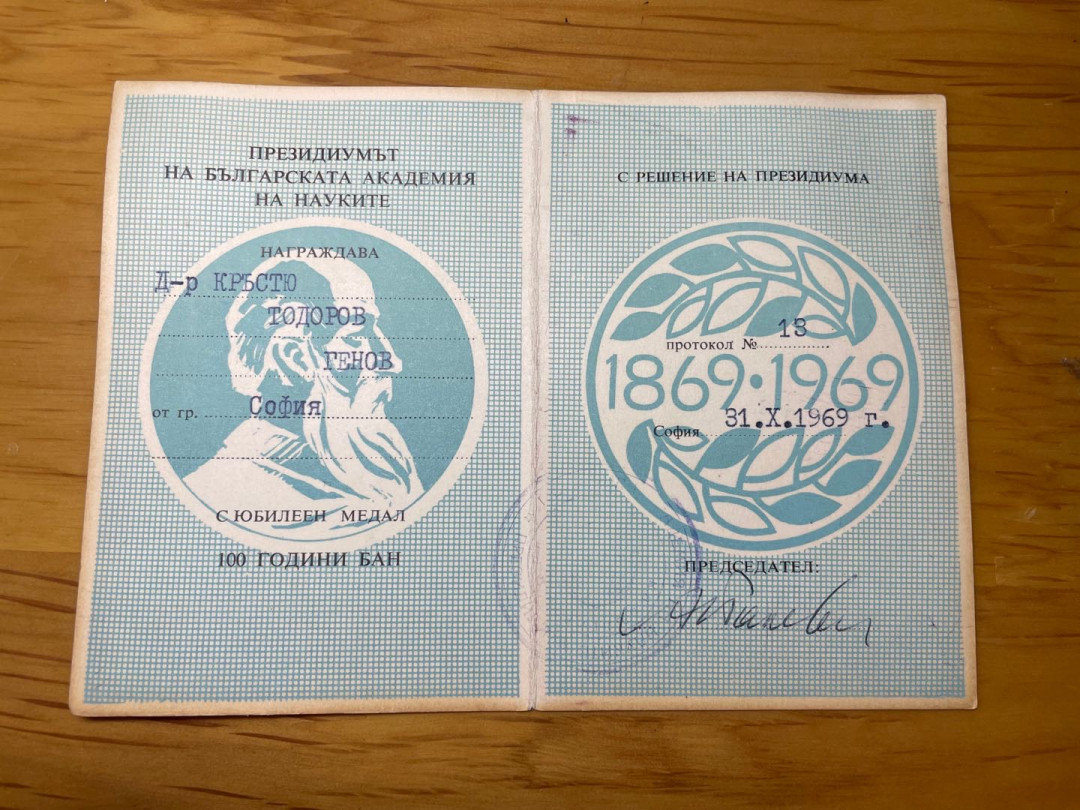 ПРЕЗИДИУМЪТ
НА БЪЛГАРСКАТА АКАДЕМИЯ
НА НАУКИТЕ
НАГРАЖДАВА
Д-р КРЪСТЮ
ТОДОРОВ
ГЕНОВ
от гр. София
С ЮБИЛЕЕН МЕДАЛ
100 ГОДИНИ БАН
С РЕШЕНИЕ НА ПРЕЗИДИУМА
протокол № 13
1869·1969
София 31.X.1969 г.
ПРЕДСЕДАТЕЛ: